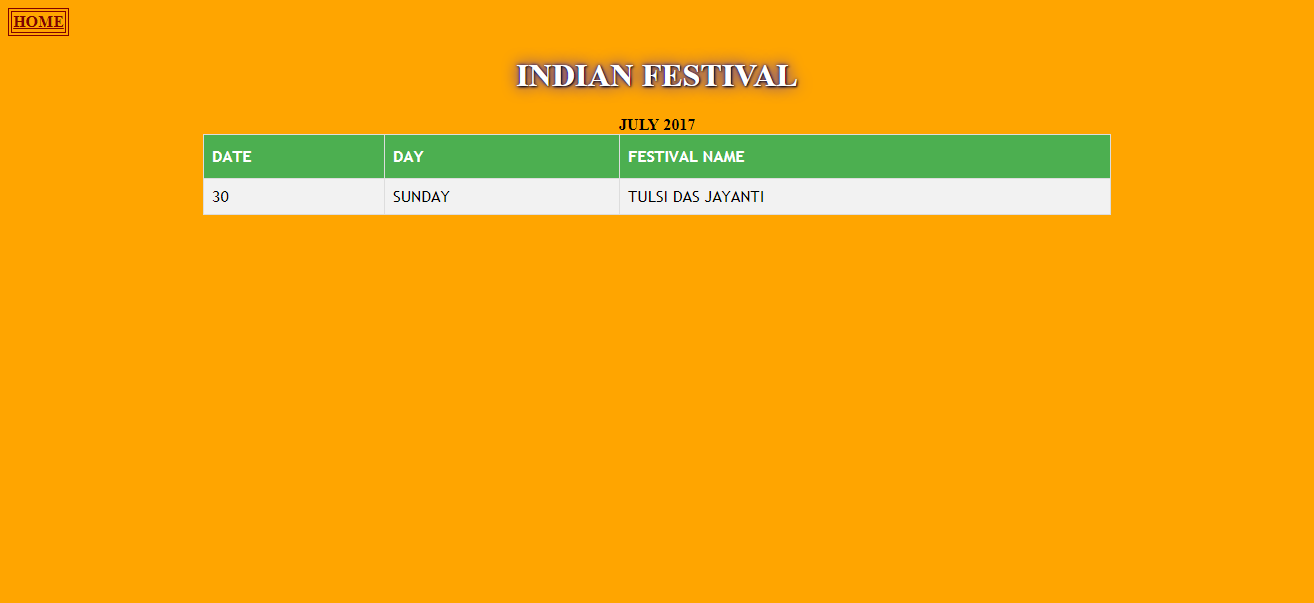 HOME
INDIAN FESTIVAL
JULY 2017
DATE DAY FESTIVAL NAME
30 SUNDAY TULSI DAS JAYANTI